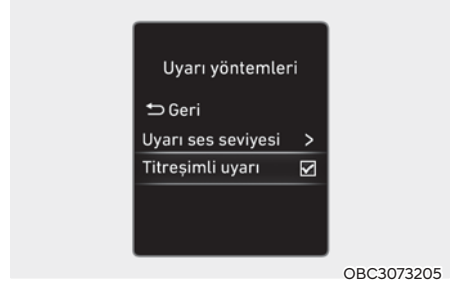 Uyarı yöntemleri
⮌ Geri
Uyarı ses seviyesi >
Titreşimli uyarı ☑
OBC3073205